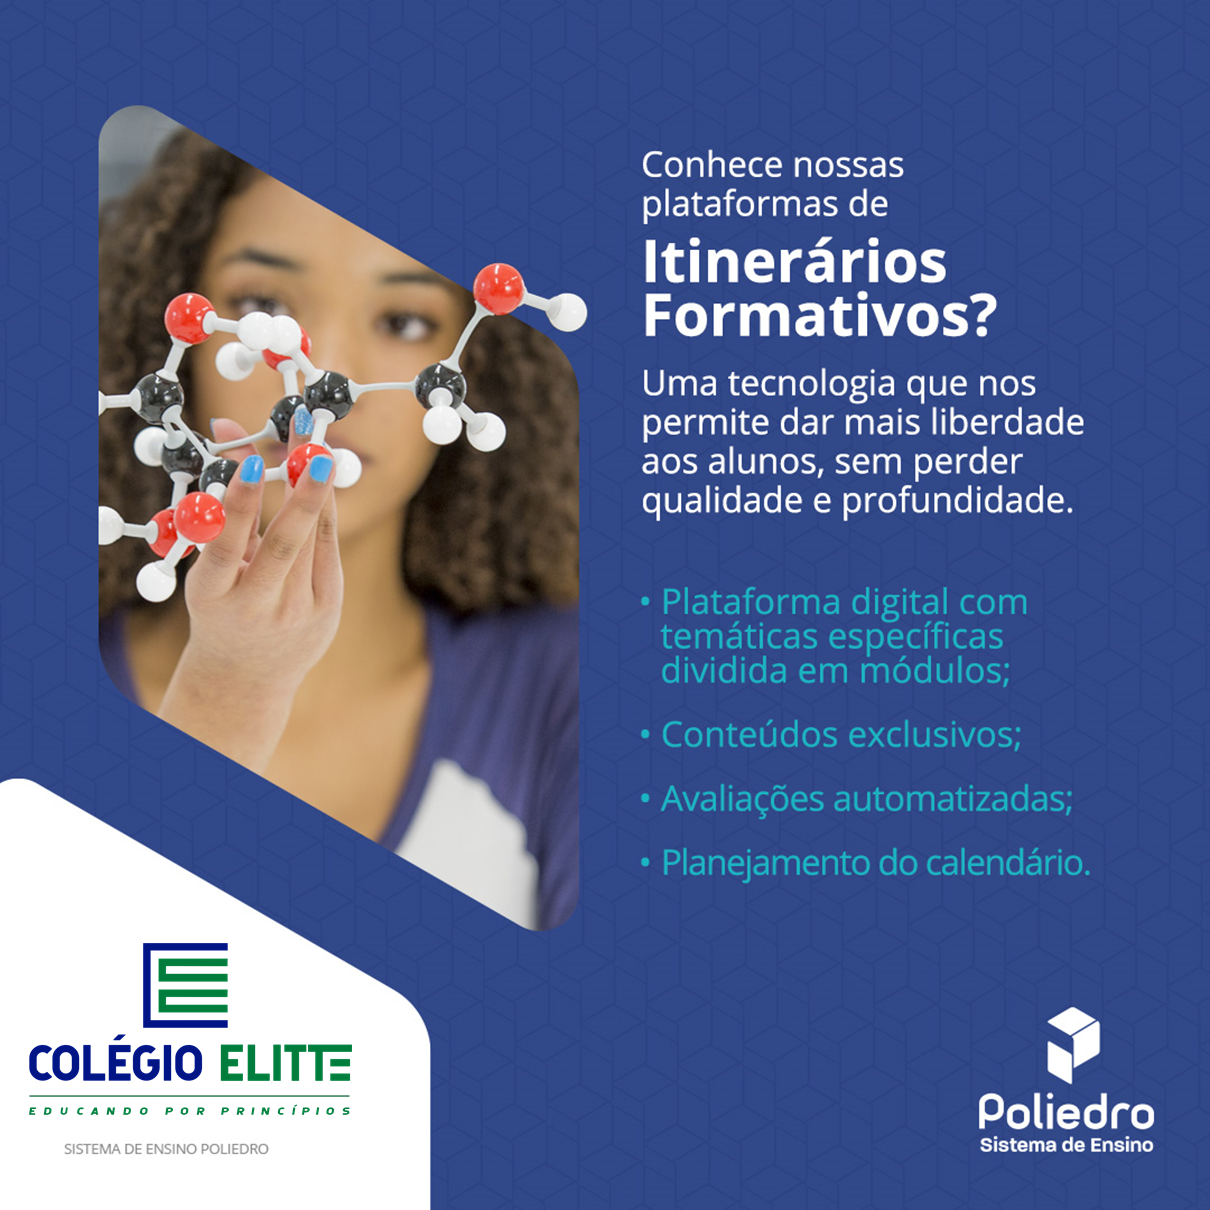 Conhece nossas
plataformas de
Itinerários
Formativos?
Uma tecnologia que nos
permite dar mais liberdade
aos alunos, sem perder
qualidade e profundidade.
• Plataforma digital com
temáticas específicas
dividida em módulos;
• Conteúdos exclusivos;
• Avaliações automatizadas;
• Planejamento do calendário.
COLÉGIO ELITTE
EDUCANDO POR PRINCÍPIOS
SISTEMA DE ENSINO POLIEDRO
Poliedro
Sistema de Ensino